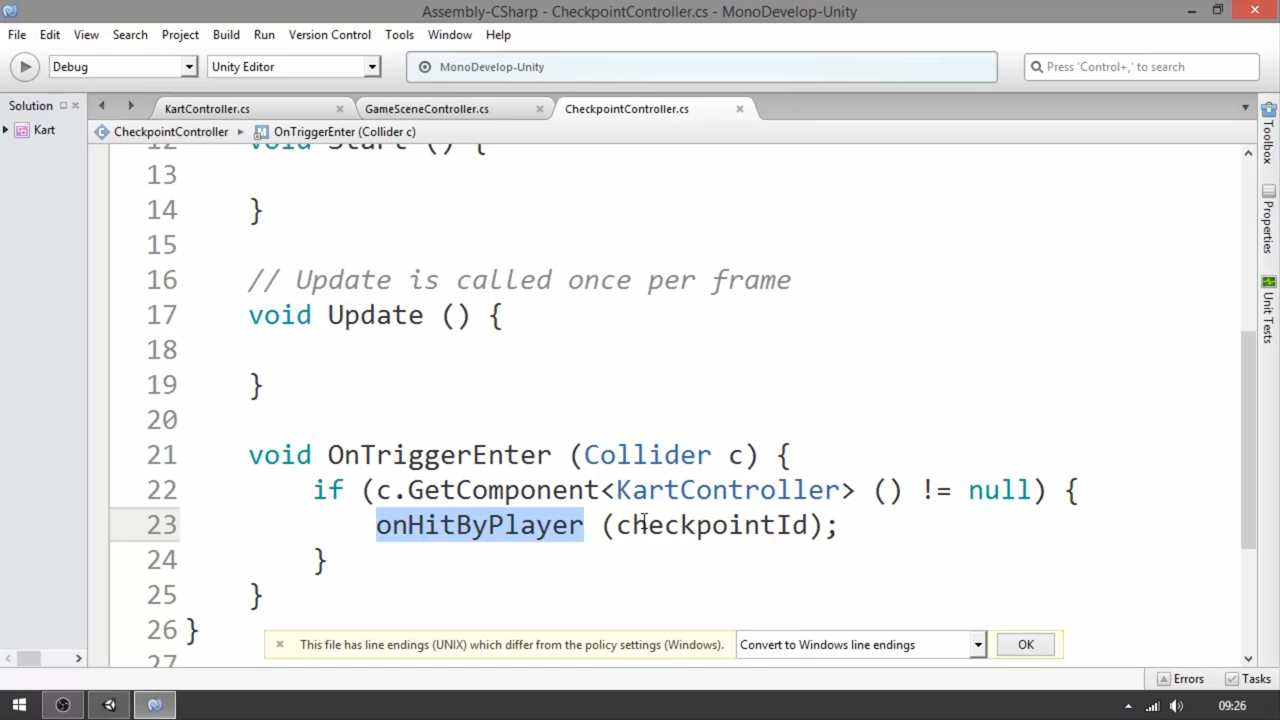 Assembly-CSharp - CheckpointController.cs - MonoDevelop-Unity
File Edit View Search Project Build Run Version Control Tools Window Help
Debug Unity Editor MonoDevelop-Unity Press 'Control+,' to search
Solution KartController.cs GameSceneController.cs CheckpointController.cs
Kart CheckpointController OnTriggerEnter (Collider c)
12 void Start () {
13
14 }
15
16 // Update is called once per frame
17 void Update () {
18
19 }
20
21 void OnTriggerEnter (Collider c) {
22 if (c.GetComponent<KartController> () != null) {
23 onHitByPlayer (checkpointId);
24 }
25 }
26 }
27
This file has line endings (UNIX) which differ from the policy settings (Windows). Convert to Windows line endings OK
Toolbox
Properties
Unit Tests
Errors Tasks
09:26